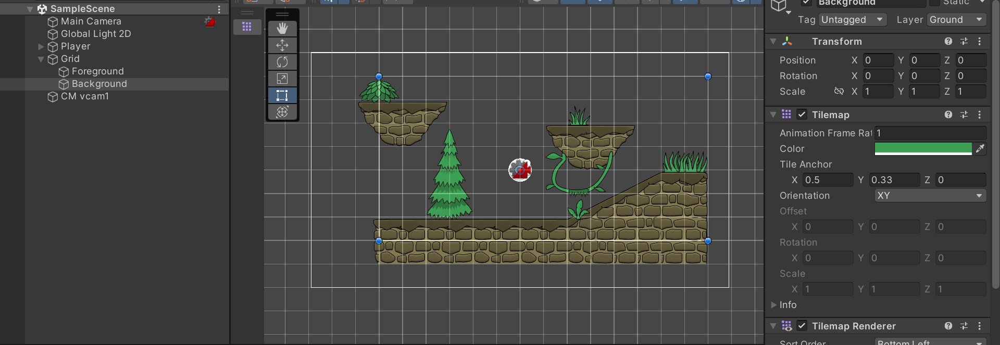 SampleScene
Main Camera
Global Light 2D
Player
Grid
Foreground
Background
CM vcam1
Background Static
Tag Untagged Layer Ground
Transform
Position X 0 Y 0 Z 0
Rotation X 0 Y 0 Z 0
Scale X 1 Y 1 Z 1
Tilemap
Animation Frame Rat 1
Color
Tile Anchor
X 0.5 Y 0.33 Z 0
Orientation XY
Offset
X 0 Y 0 Z 0
Rotation
X 0 Y 0 Z 0
Scale
X 1 Y 1 Z 1
Info
Tilemap Renderer
Sort Order Bottom Left